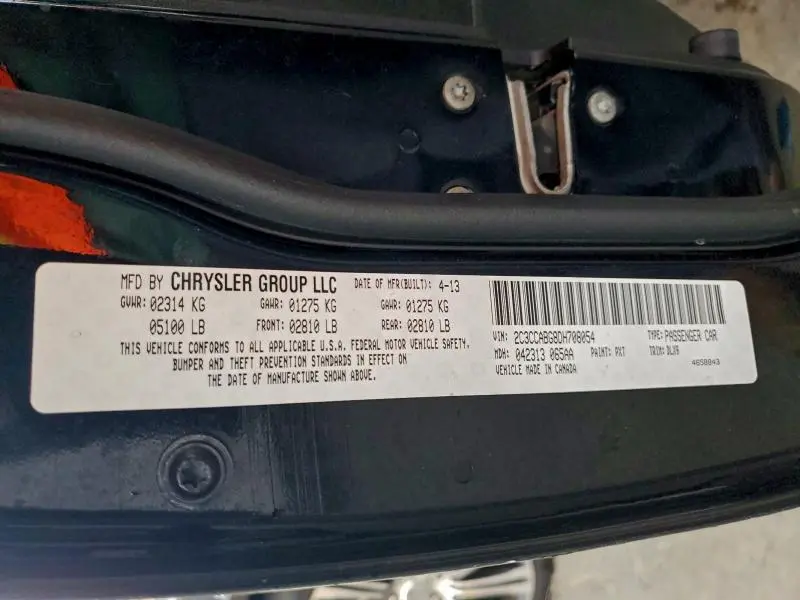 MFD BY CHRYSLER GROUP LLC DATE OF MFR(BUILT): 4-13
GVWR: 02314 KG GAWR: 01275 KG GAWR: 01275 KG
05100 LB FRONT: 02810 LB REAR: 02810 LB
THIS VEHICLE CONFORMS TO ALL APPLICABLE U.S.A. FEDERAL MOTOR VEHICLE SAFETY,
BUMPER AND THEFT PREVENTION STANDARDS IN EFFECT ON
THE DATE OF MANUFACTURE SHOWN ABOVE.
VIN: 2C3CCABG8DH708054 TYPE: PASSENGER CAR
MDH: 042313 065AA PAINT: PXT TRIM: DLX9
VEHICLE MADE IN CANADA 4658843